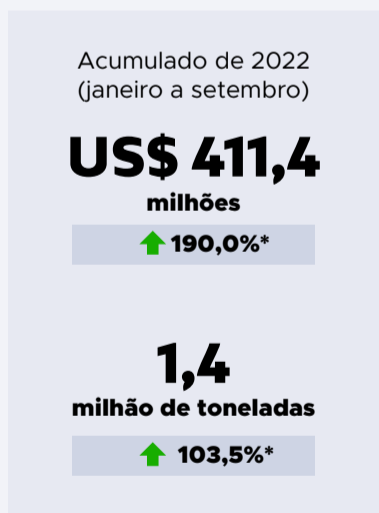 Acumulado de 2022
(janeiro a setembro)
US$ 411,4
milhões
190,0%*
1,4
milhão de toneladas
103,5%*